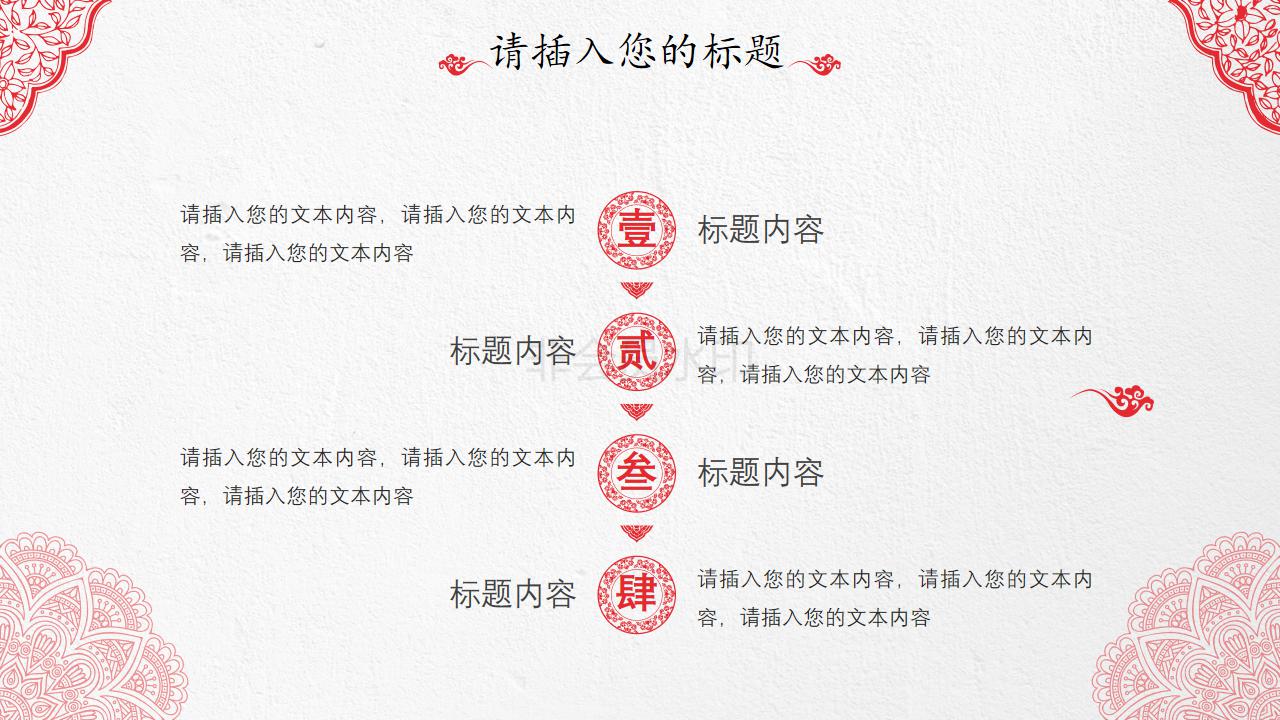 请插入您的标题
请插入您的文本内容，请插入您的文本内
容，请插入您的文本内容
壹
标题内容
标题内容
贰
请插入您的文本内容，请插入您的文本内
容，请插入您的文本内容
请插入您的文本内容，请插入您的文本内
容，请插入您的文本内容
叁
标题内容
标题内容
肆
请插入您的文本内容，请插入您的文本内
容，请插入您的文本内容